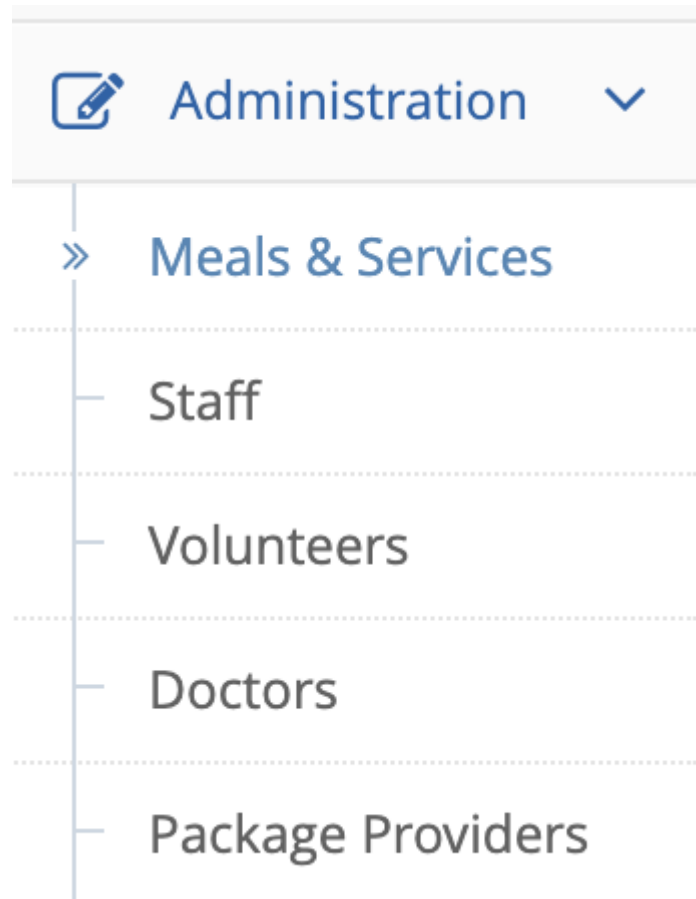 Administration
Meals & Services
Staff
Volunteers
Doctors
Package Providers